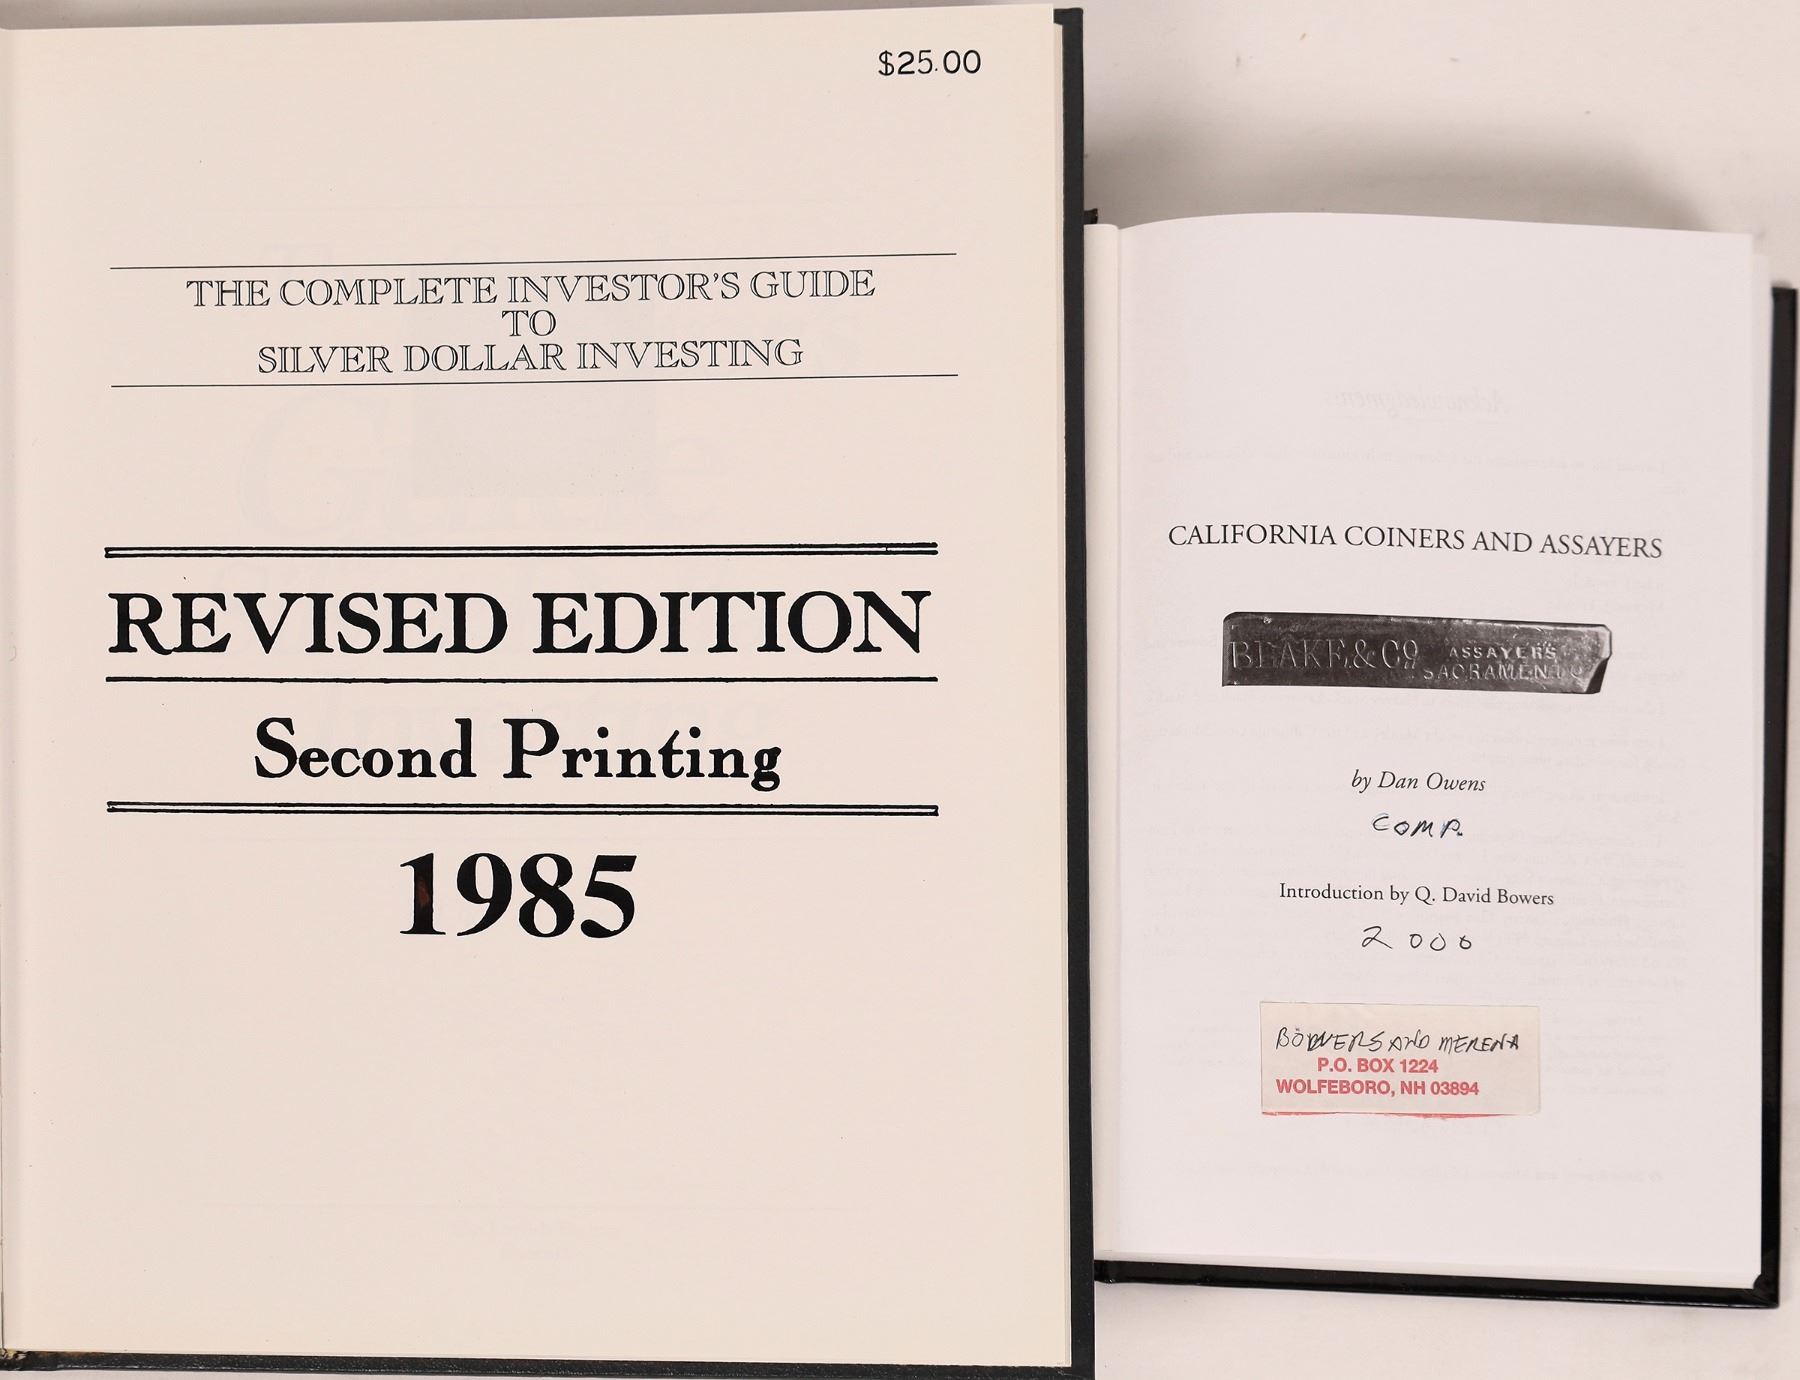 $25.00
THE COMPLETE INVESTOR'S GUIDE
TO
SILVER DOLLAR INVESTING
REVISED EDITION
Second Printing
1985
CALIFORNIA COINERS AND ASSAYERS
BLAKE & CO. ASSAYERS
SACRAMENTO
by Dan Owens
COMP.
Introduction by Q. David Bowers
2000
BOWERS AND MERENA
P.O. BOX 1224
WOLFEBORO, NH 03894